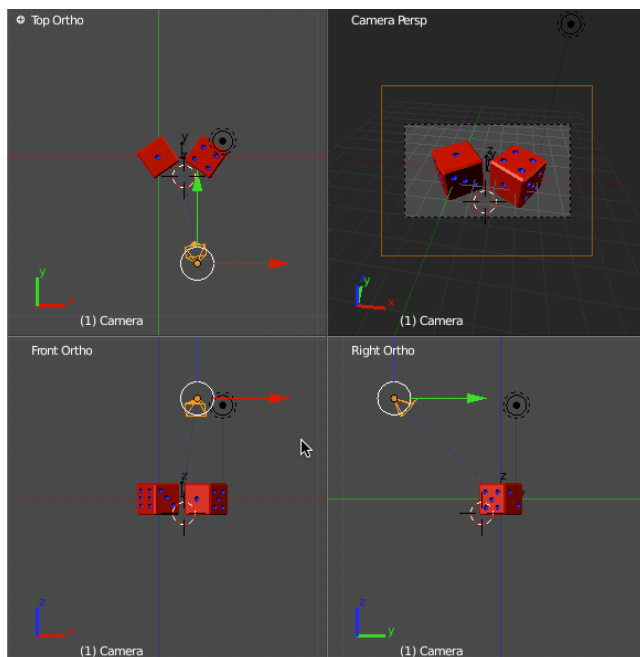 Top Ortho
y
z
y
x
(1) Camera
Camera Persp
z
z
y
x
(1) Camera
Front Ortho
z
z
x
(1) Camera
Right Ortho
z
y
z
y
(1) Camera